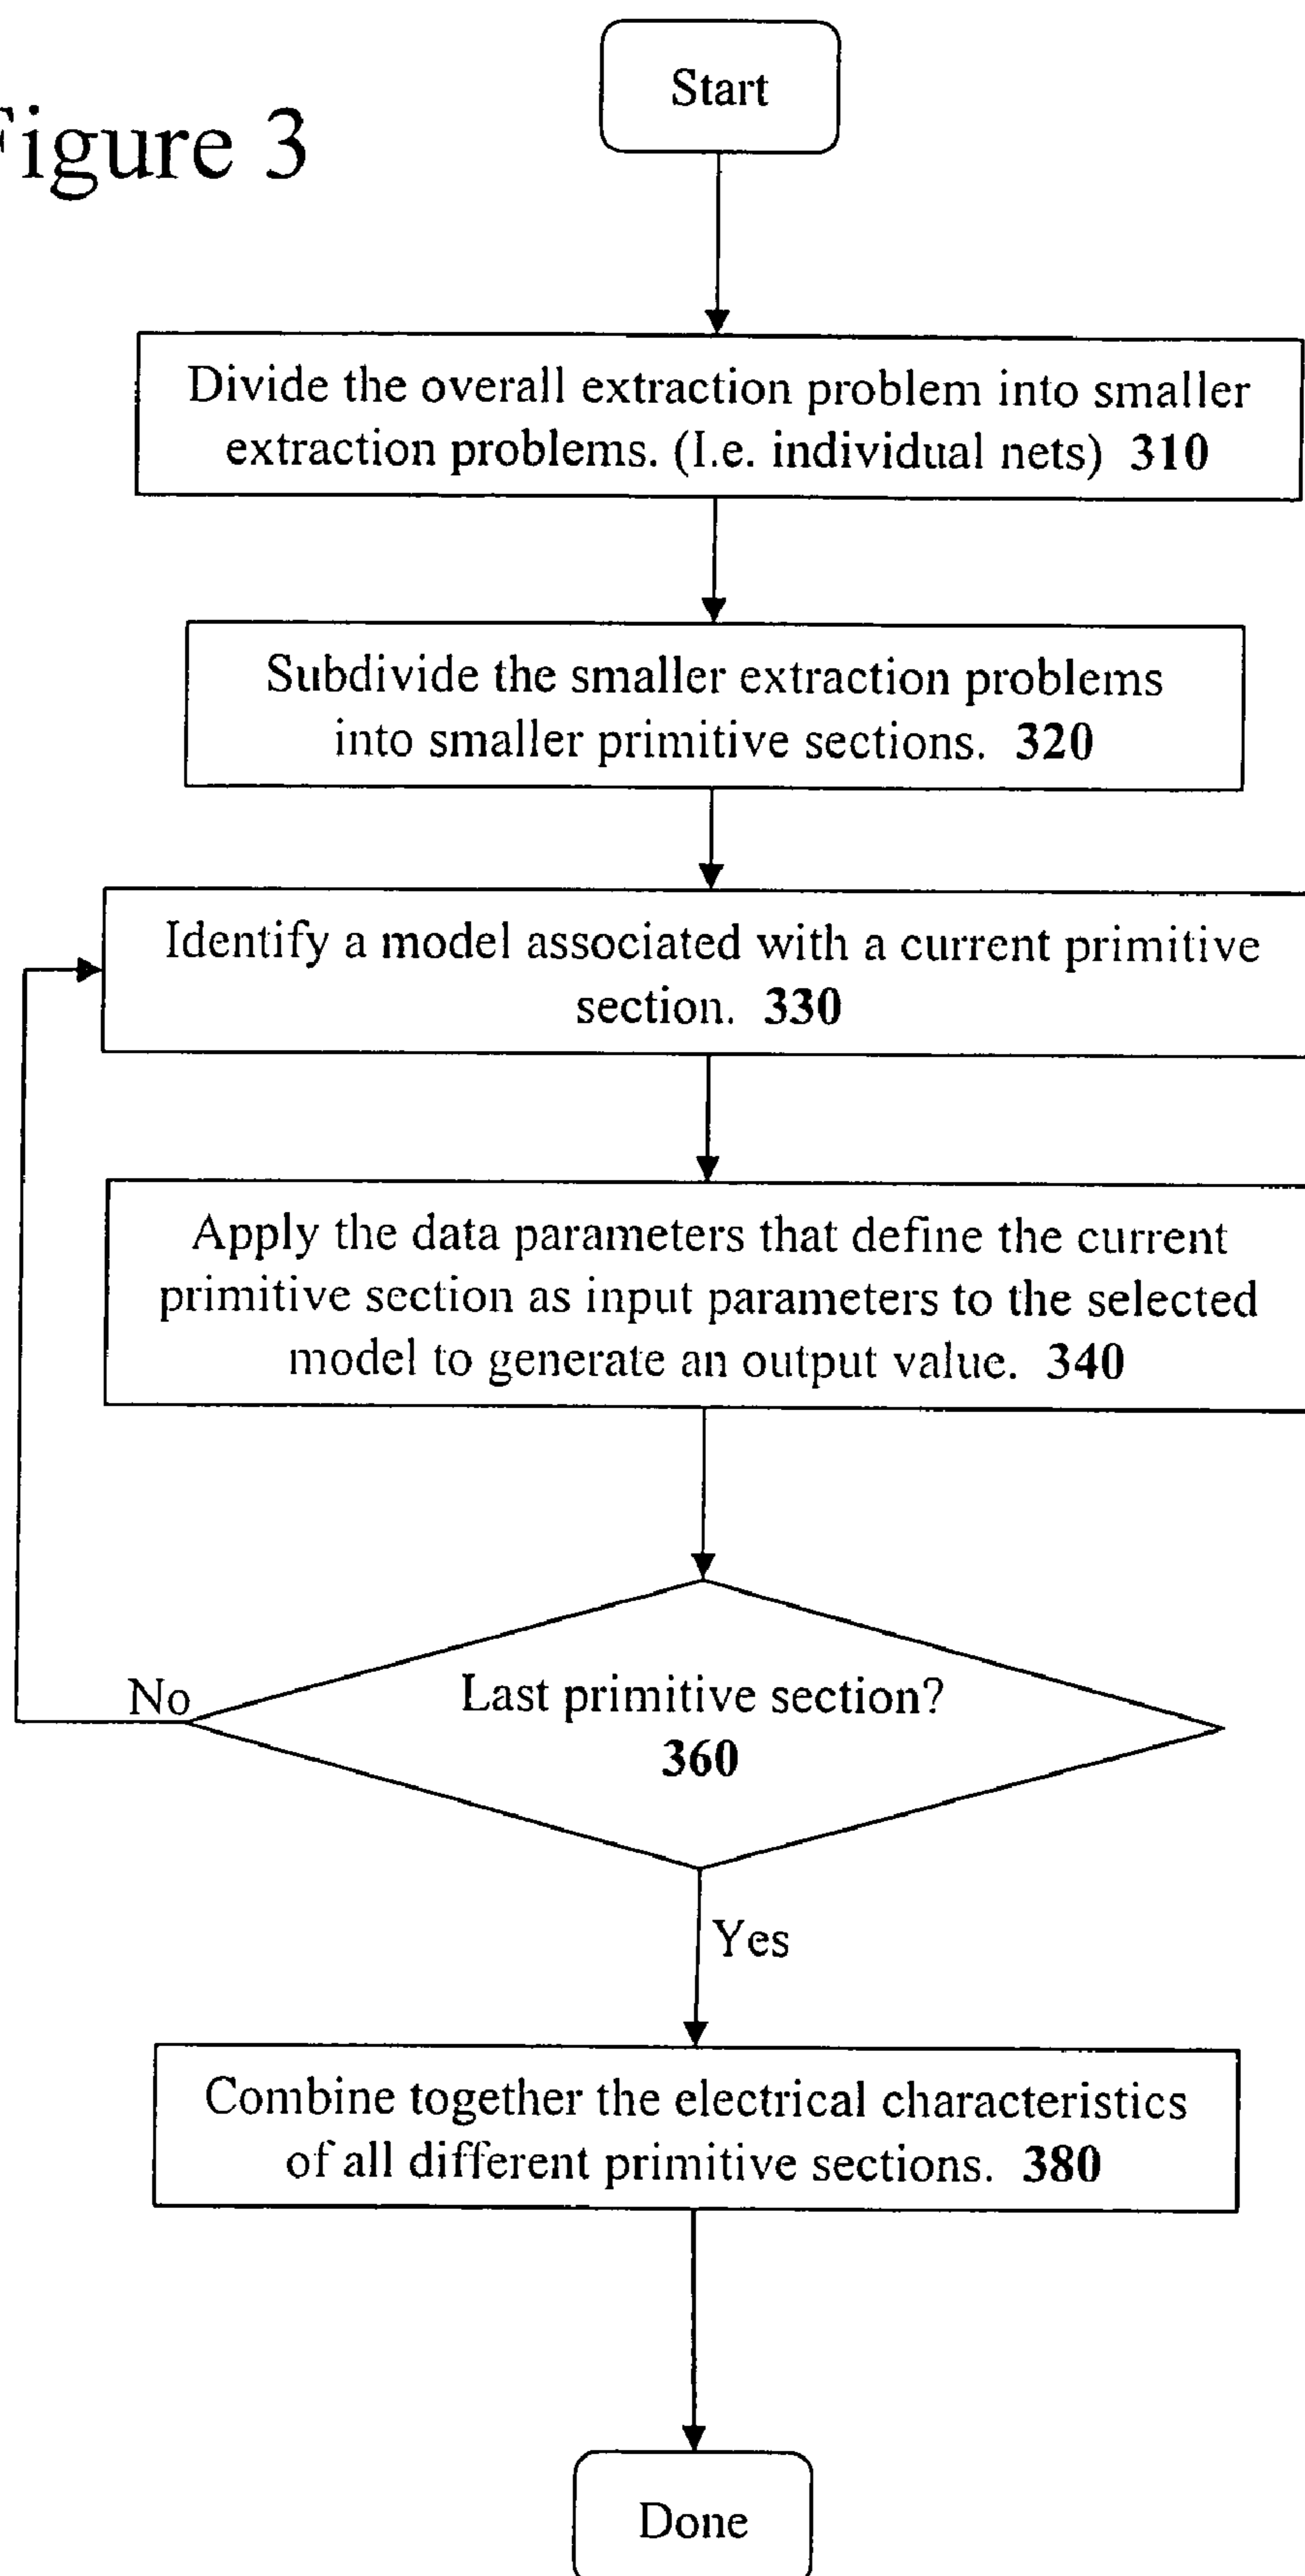 Start
Figure 3
Divide the overall extraction problem into smaller
extraction problems. (I.e. individual nets) 310
Subdivide the smaller extraction problems
into smaller primitive sections. 320
Identify a model associated with a current primitive
section. 330
Apply the data parameters that define the current
primitive section as input parameters to the selected
model to generate an output value. 340
No
Last primitive section?
360
Yes
Combine together the electrical characteristics
of all different primitive sections. 380
Done